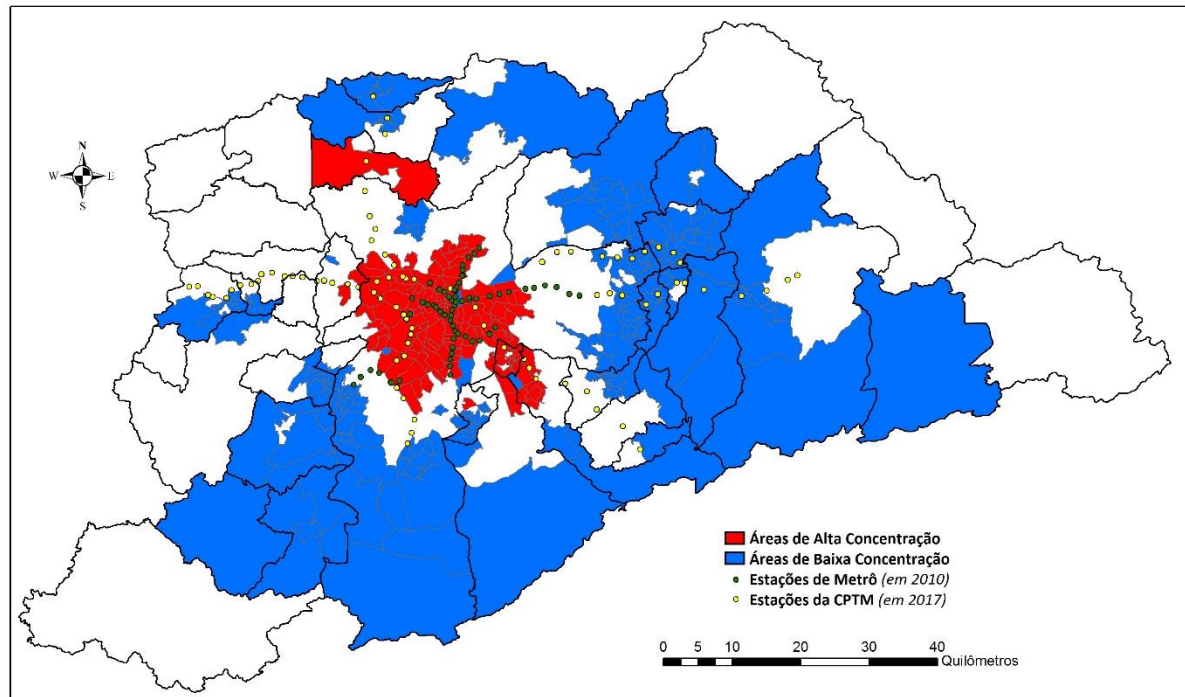 N
W E
S
Áreas de Alta Concentração
Áreas de Baixa Concentração
Estações de Metrô (em 2010)
Estações da CPTM (em 2017)
0 5 10 20 30 40
Quilômetros